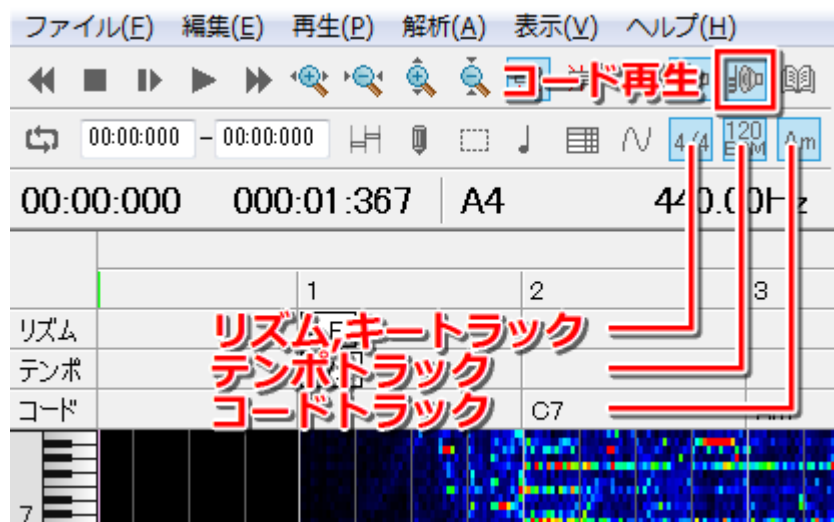 ファイル(F) 編集(E) 再生(P) 解析(A) 表示(V) ヘルプ(H)
コード再生
00:00:000 – 00:00:000 4/4 120 Am
00:00:000 000:01:367 A4 440.00Hz
1 2 3
リズム リズム,キートラック
テンポ テンポトラック
コード コードトラック C7
7